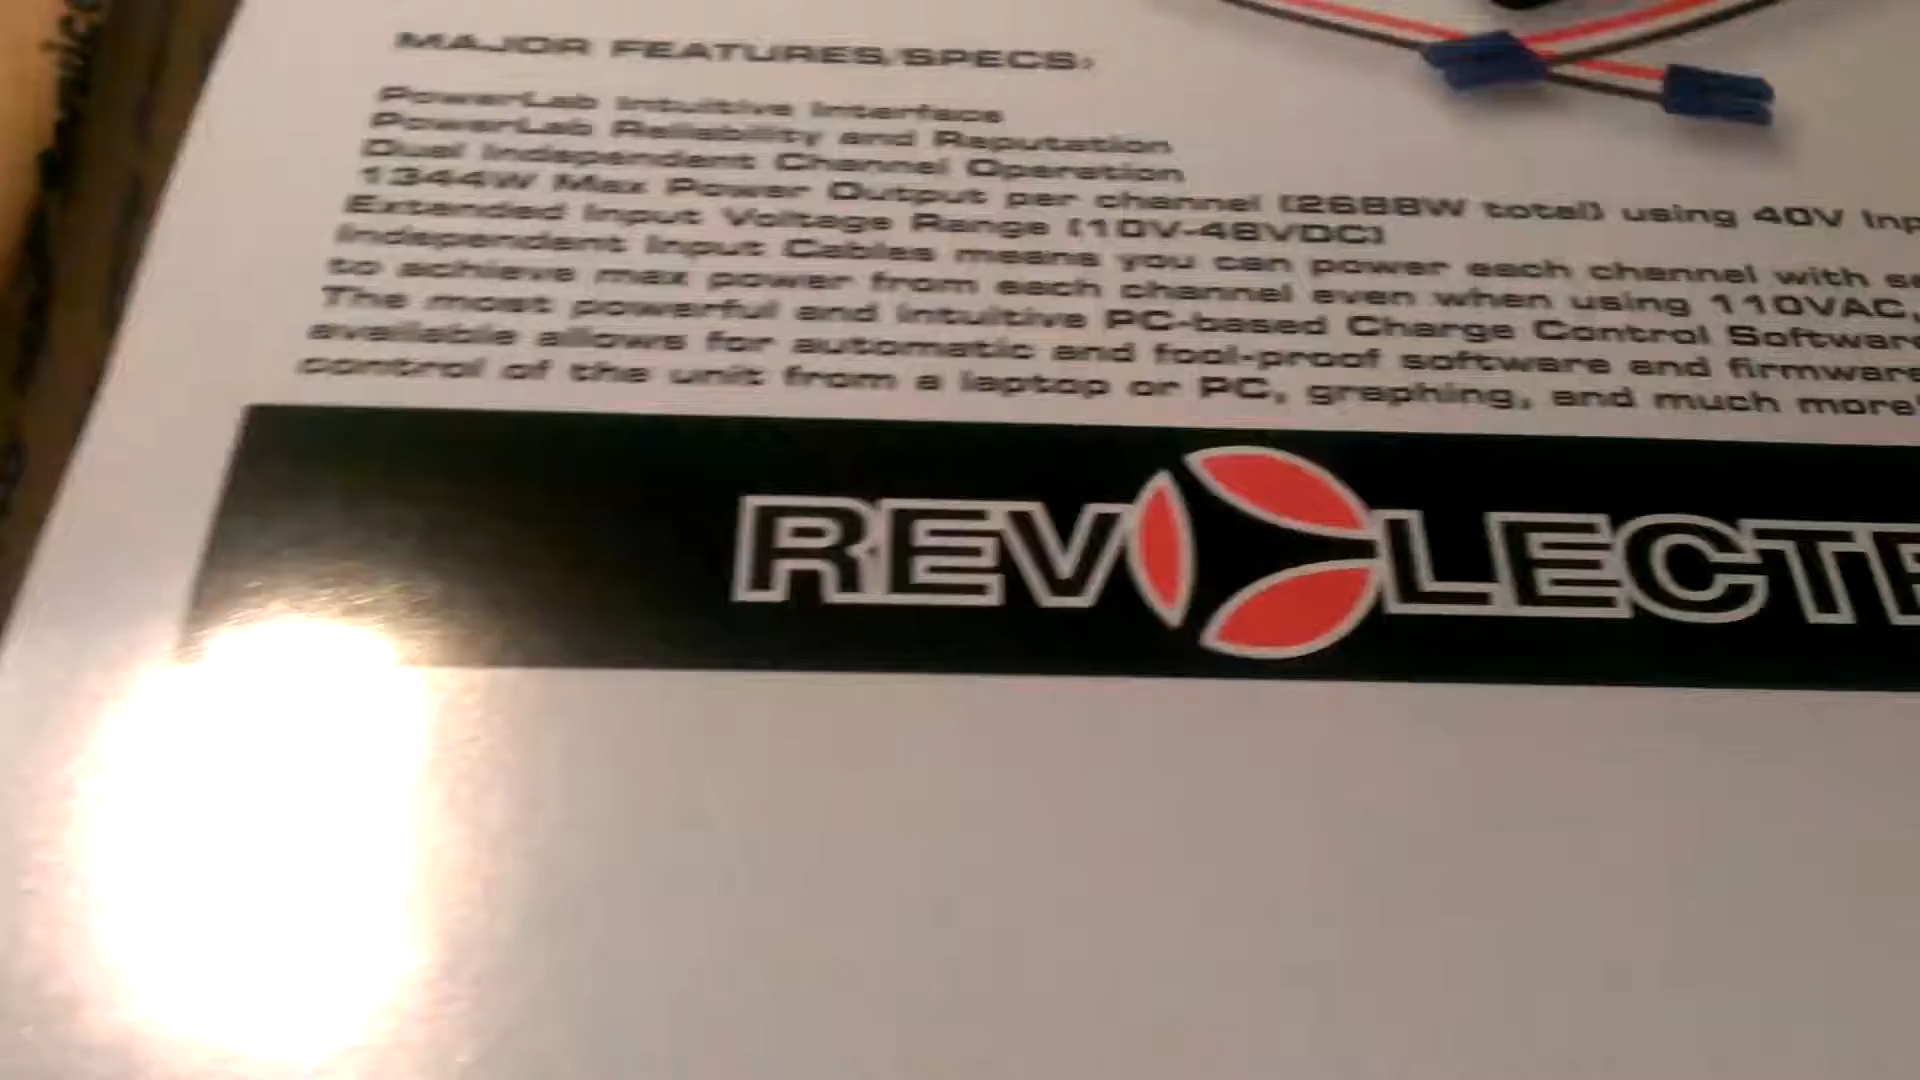 MAJOR FEATURES/SPECS:
PowerLab Intuitive Interface
PowerLab Reliability and Reputation
Dual Independent Channel Operation
1344W Max Power Output per channel (2688W total) using 40V Inp
Extended Input Voltage Range (10V-48VDC)
Independent Input Cables means you can power each channel with se
to achieve max power from each channel even when using 110VAC,
The most powerful and intuitive PC-based Charge Control Software
available allows for automatic and fool-proof software and firmware
control of the unit from a laptop or PC, graphing, and much more!
REVOLECTR